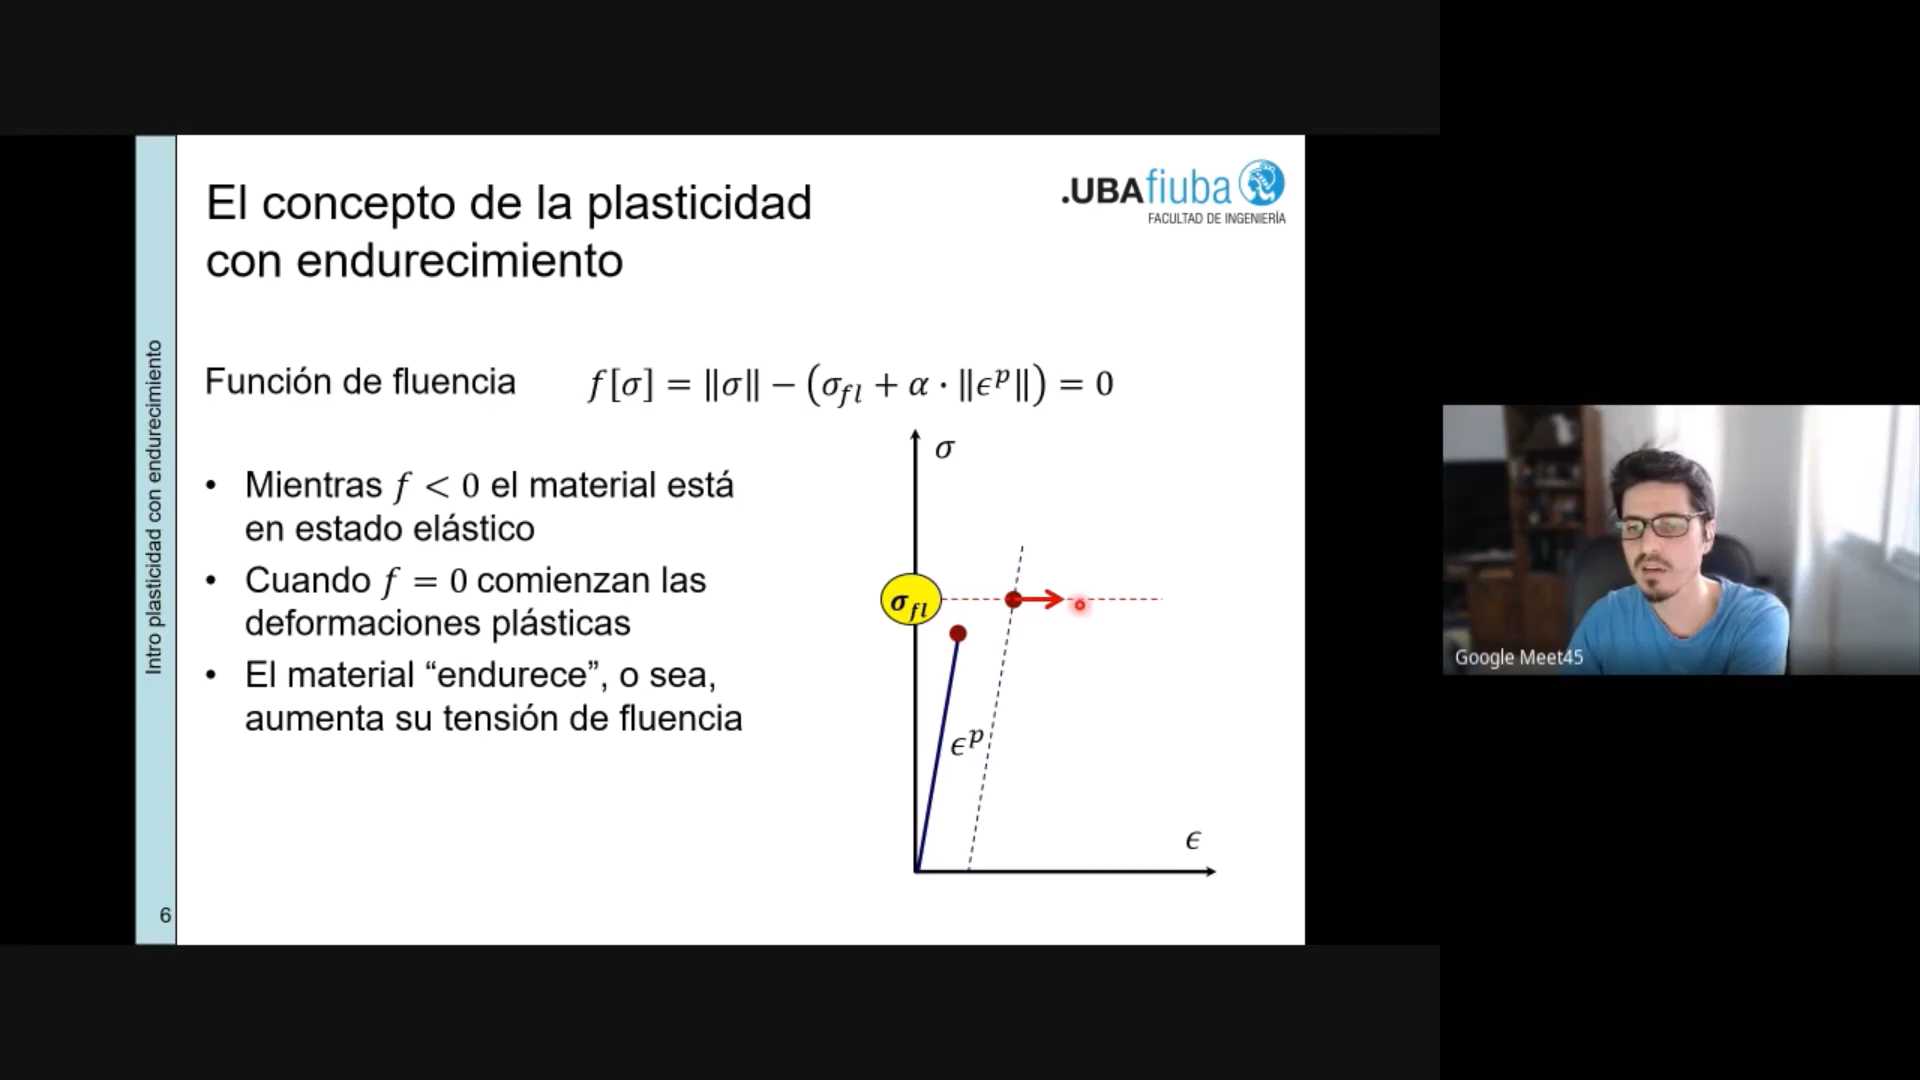 El concepto de la plasticidad
con endurecimiento
.UBAfiuba
FACULTAD DE INGENIERÍA
Intro plasticidad con endurecimiento
Función de fluencia f[σ] = ‖σ‖ − (σ_fl + α · ‖ϵ^p‖) = 0
• Mientras f < 0 el material está
en estado elástico
• Cuando f = 0 comienzan las
deformaciones plásticas
• El material “endurece”, o sea,
aumenta su tensión de fluencia
σ
σ_fl
ϵ^p
ϵ
6
Google Meet45